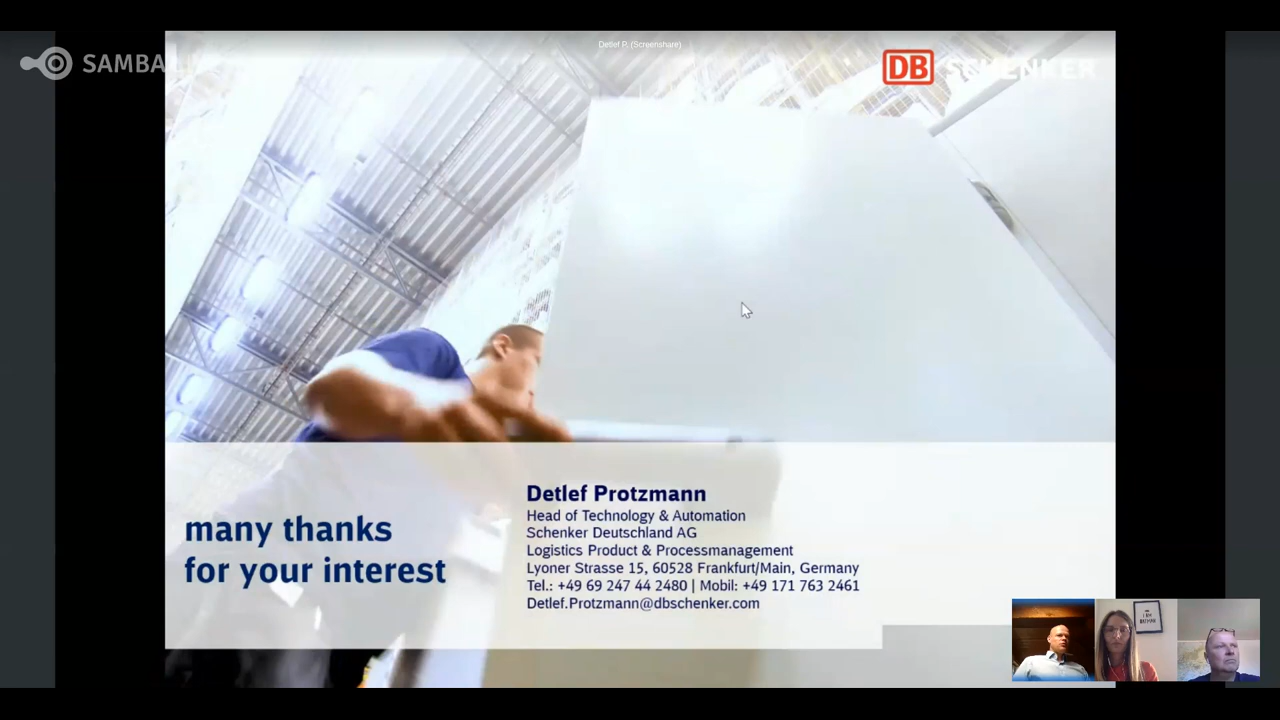 Detlef P. (Screenshare)
SAMBA
DB SCHENKER
many thanks
for your interest
Detlef Protzmann
Head of Technology & Automation
Schenker Deutschland AG
Logistics Product & Processmanagement
Lyoner Strasse 15, 60528 Frankfurt/Main, Germany
Tel.: +49 69 247 44 2480 | Mobil: +49 171 763 2461
Detlef.Protzmann@dbschenker.com
I AM